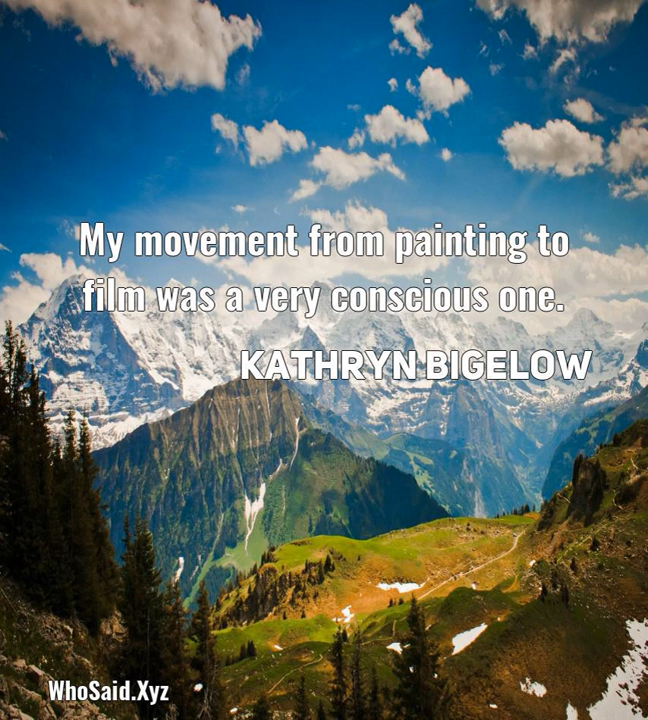 My movement from painting to
film was a very conscious one.
KATHRYN BIGELOW
WhoSaid.Xyz